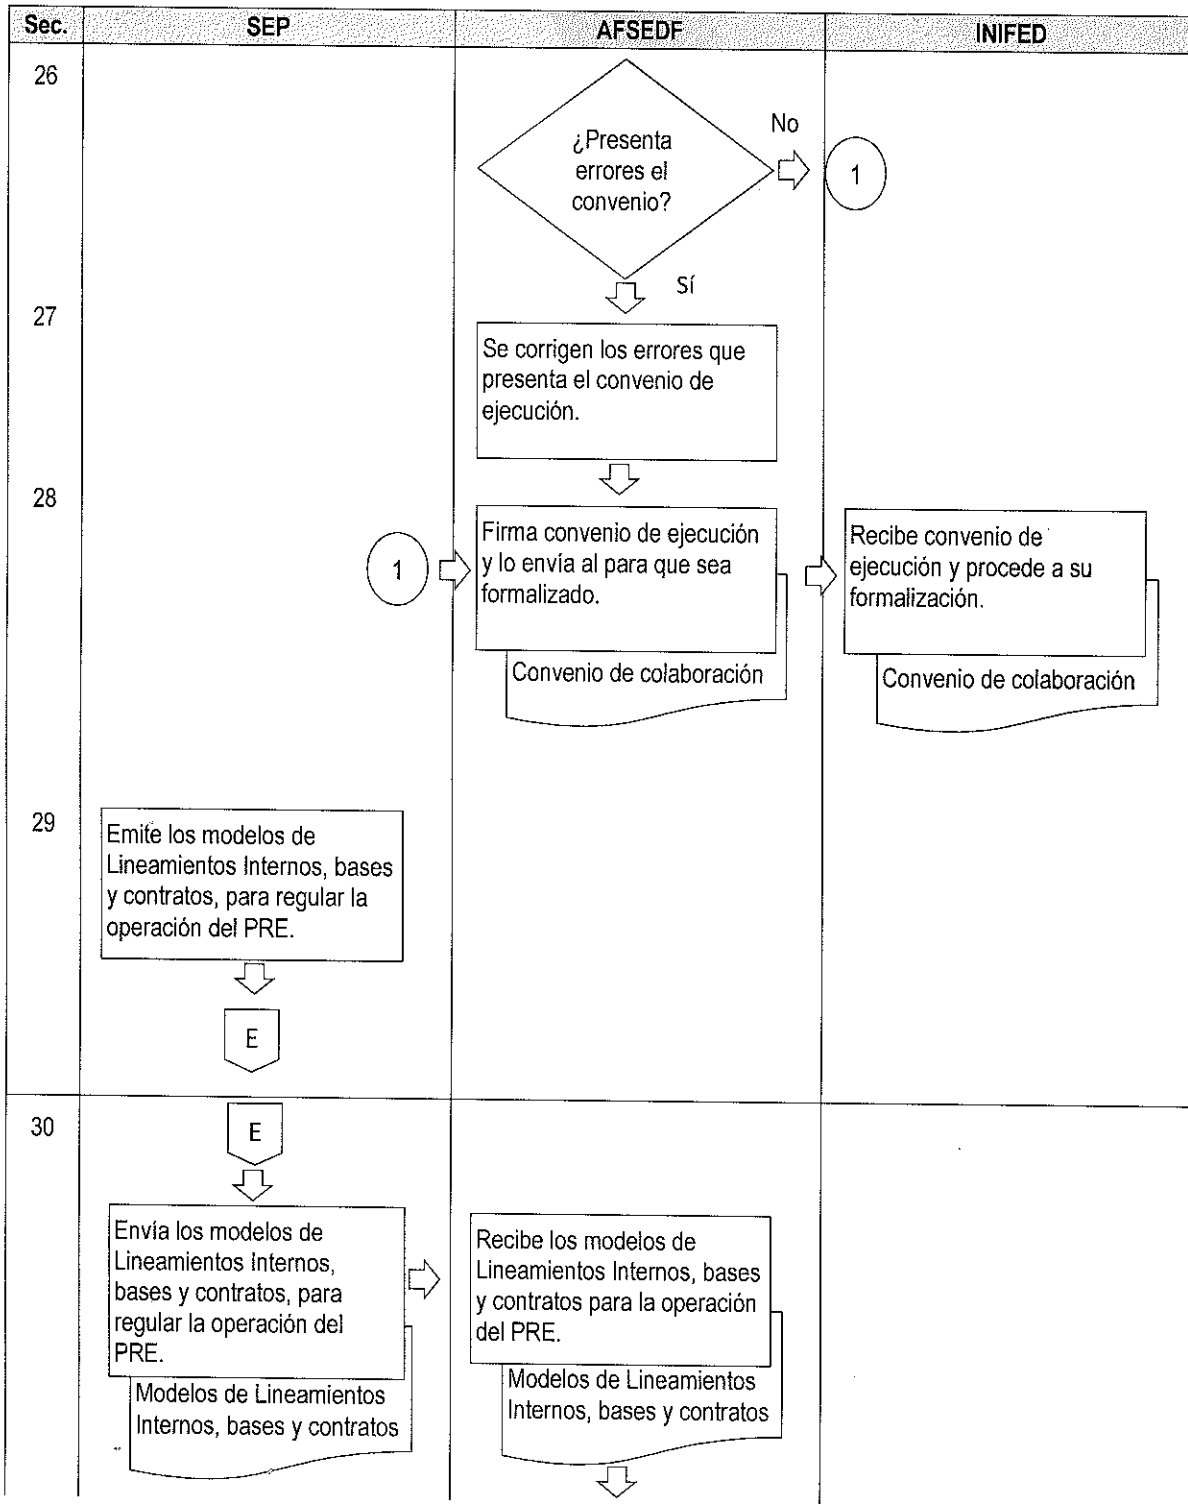 Sec.
SEP
AFSEDF
INIFED
26
¿Presenta
errores el
convenio?
No
1
Sí
27
Se corrigen los errores que
presenta el convenio de
ejecución.
28
1
Firma convenio de ejecución
y lo envía al para que sea
formalizado.
Convenio de colaboración
Recibe convenio de
ejecución y procede a su
formalización.
Convenio de colaboración
29
Emite los modelos de
Lineamientos Internos, bases
y contratos, para regular la
operación del PRE.
E
30
E
Envía los modelos de
Lineamientos Internos,
bases y contratos, para
regular la operación del
PRE.
Modelos de Lineamientos
Internos, bases y contratos
Recibe los modelos de
Lineamientos Internos, bases
y contratos para la operación
del PRE.
Modelos de Lineamientos
Internos, bases y contratos